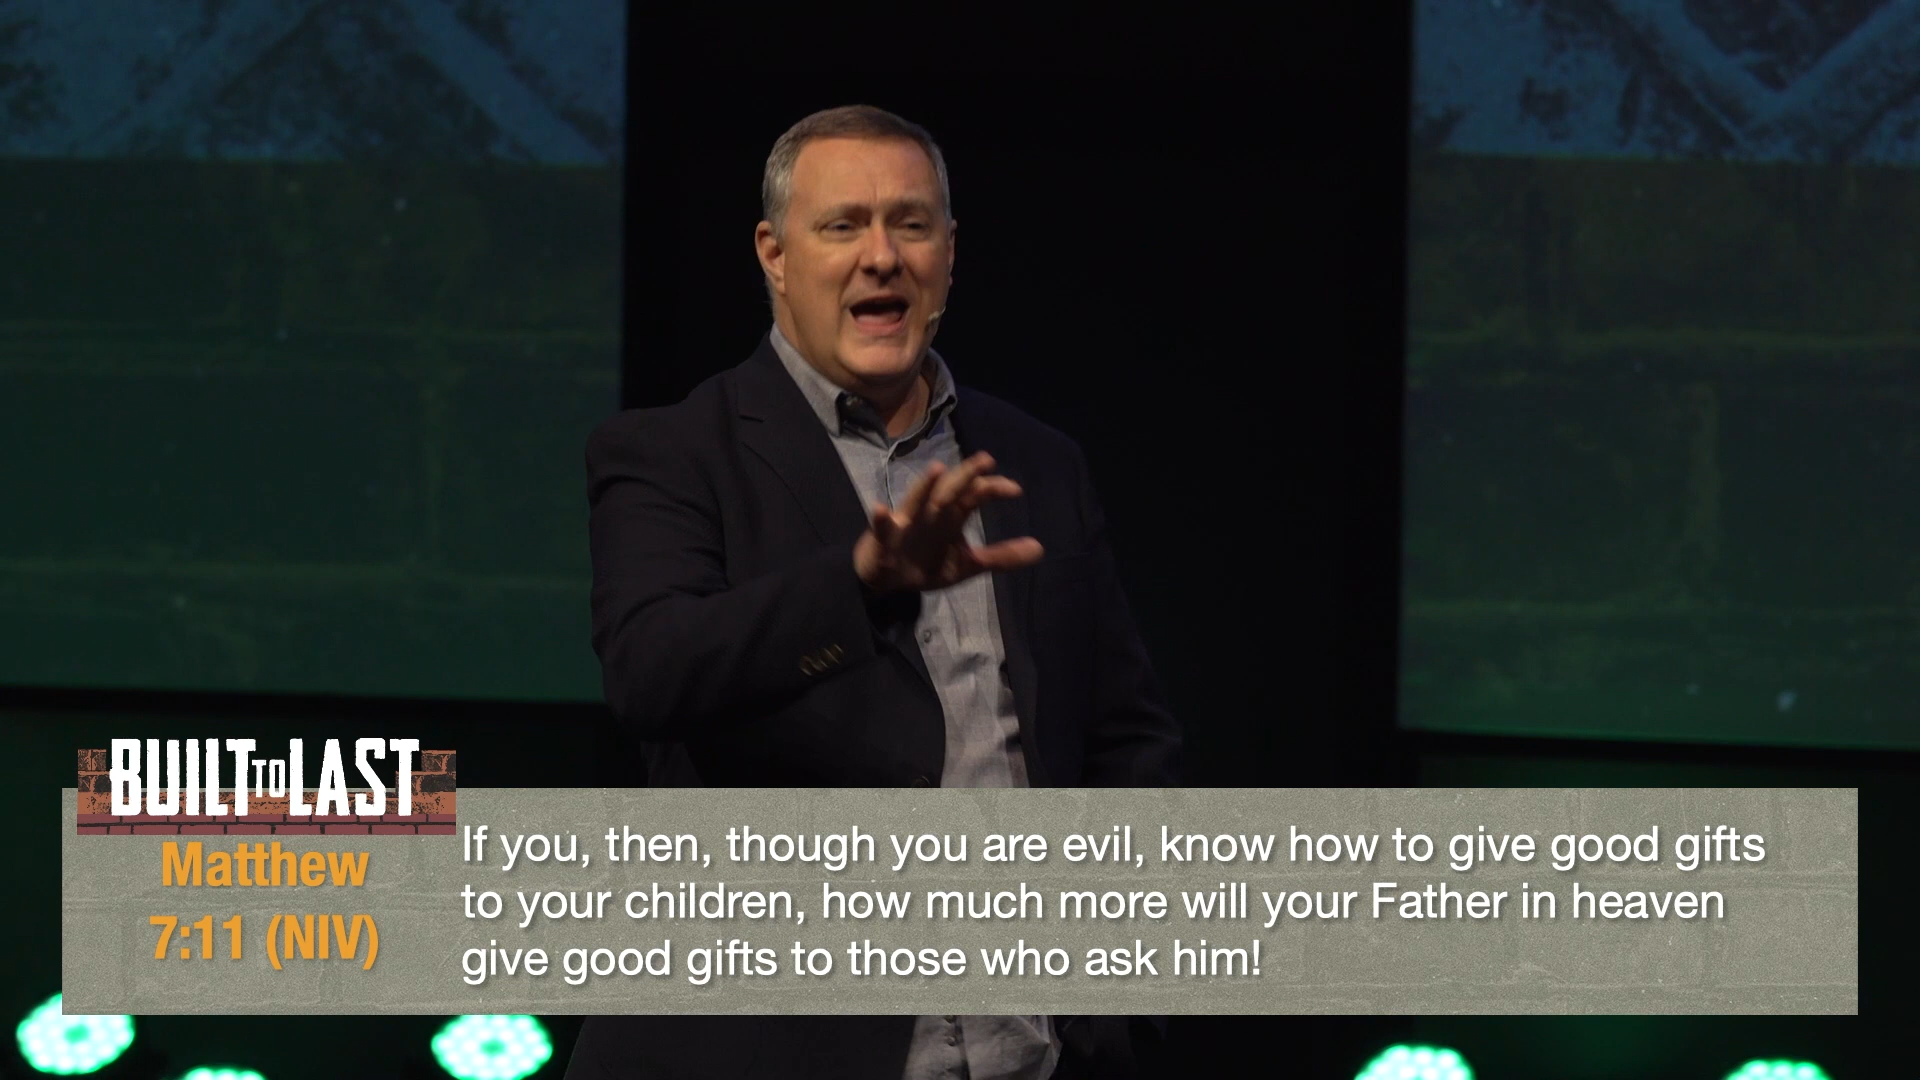 BUILT TO LAST
Matthew
7:11 (NIV)
If you, then, though you are evil, know how to give good gifts
to your children, how much more will your Father in heaven
give good gifts to those who ask him!